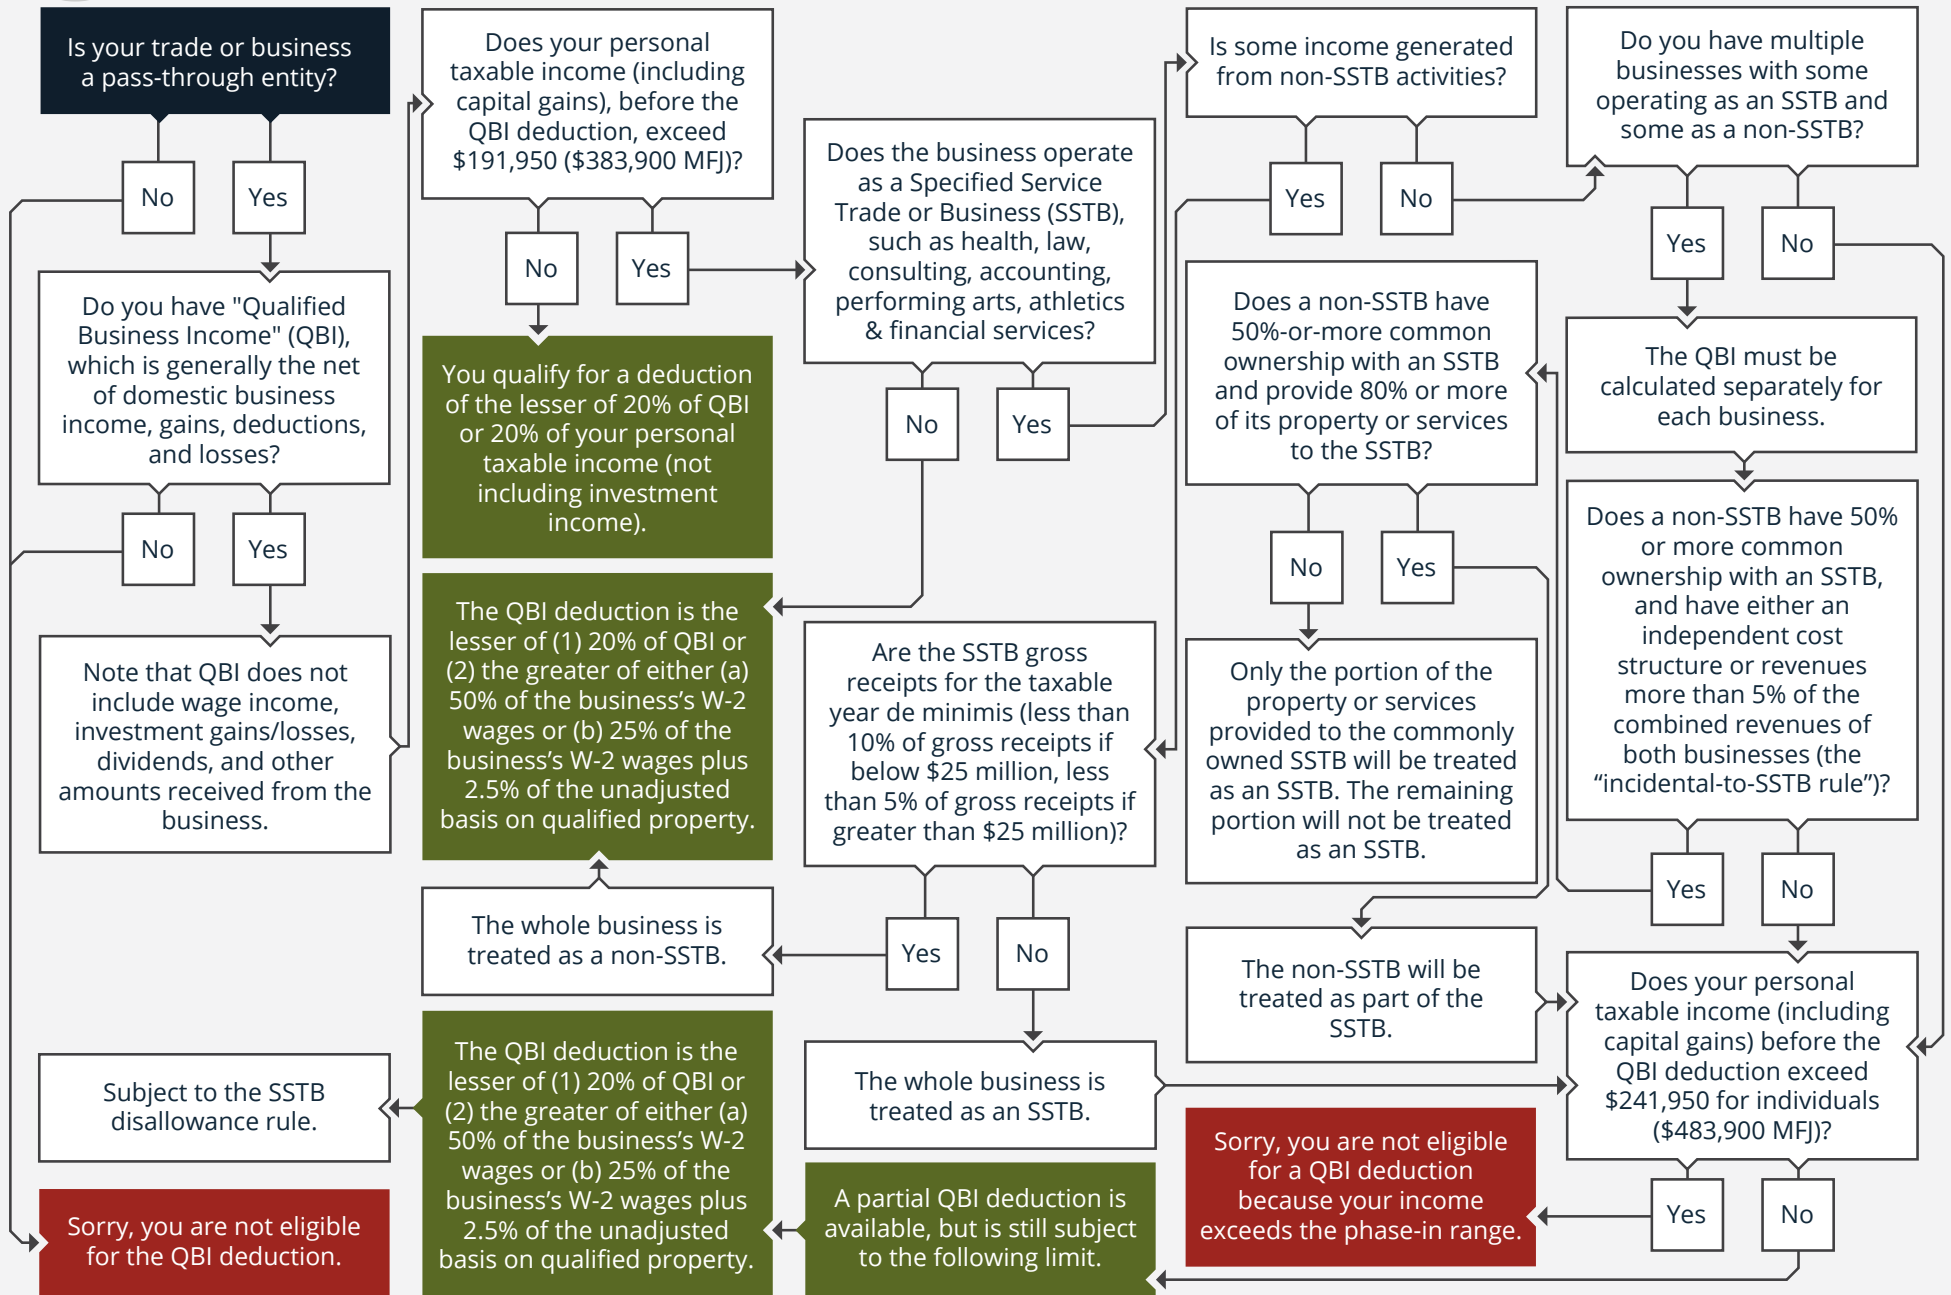 Is your trade or business
a pass-through entity?
No
Yes
Do you have "Qualified
Business Income" (QBI),
which is generally the net
of domestic business
income, gains, deductions,
and losses?
No
Yes
Note that QBI does not
include wage income,
investment gains/losses,
dividends, and other
amounts received from the
business.
Subject to the SSTB
disallowance rule.
Sorry, you are not eligible
for the QBI deduction.
Does your personal
taxable income (including
capital gains), before the
QBI deduction, exceed
$191,950 ($383,900 MFJ)?
No
Yes
You qualify for a deduction
of the lesser of 20% of QBI
or 20% of your personal
taxable income (not
including investment
income).
The QBI deduction is the
lesser of (1) 20% of QBI or
(2) the greater of either (a)
50% of the business’s W-2
wages or (b) 25% of the
business’s W-2 wages plus
2.5% of the unadjusted
basis on qualified property.
The whole business is
treated as a non-SSTB.
The QBI deduction is the
lesser of (1) 20% of QBI or
(2) the greater of either (a)
50% of the business’s W-2
wages or (b) 25% of the
business’s W-2 wages plus
2.5% of the unadjusted
basis on qualified property.
Does the business operate
as a Specified Service
Trade or Business (SSTB),
such as health, law,
consulting, accounting,
performing arts, athletics
& financial services?
No
Yes
Are the SSTB gross
receipts for the taxable
year de minimis (less than
10% of gross receipts if
below $25 million, less
than 5% of gross receipts if
greater than $25 million)?
Yes
No
The whole business is
treated as an SSTB.
A partial QBI deduction is
available, but is still subject
to the following limit.
Is some income generated
from non-SSTB activities?
Yes
No
Does a non-SSTB have
50%-or-more common
ownership with an SSTB
and provide 80% or more
of its property or services
to the SSTB?
No
Yes
Only the portion of the
property or services
provided to the commonly
owned SSTB will be treated
as an SSTB. The remaining
portion will not be treated
as an SSTB.
The non-SSTB will be
treated as part of the
SSTB.
Sorry, you are not eligible
for a QBI deduction
because your income
exceeds the phase-in range.
Do you have multiple
businesses with some
operating as an SSTB and
some as a non-SSTB?
Yes
No
The QBI must be
calculated separately for
each business.
Does a non-SSTB have 50%
or more common
ownership with an SSTB,
and have either an
independent cost
structure or revenues
more than 5% of the
combined revenues of
both businesses (the
“incidental-to-SSTB rule”)?
Yes
No
Does your personal
taxable income (including
capital gains) before the
QBI deduction exceed
$241,950 for individuals
($483,900 MFJ)?
Yes
No